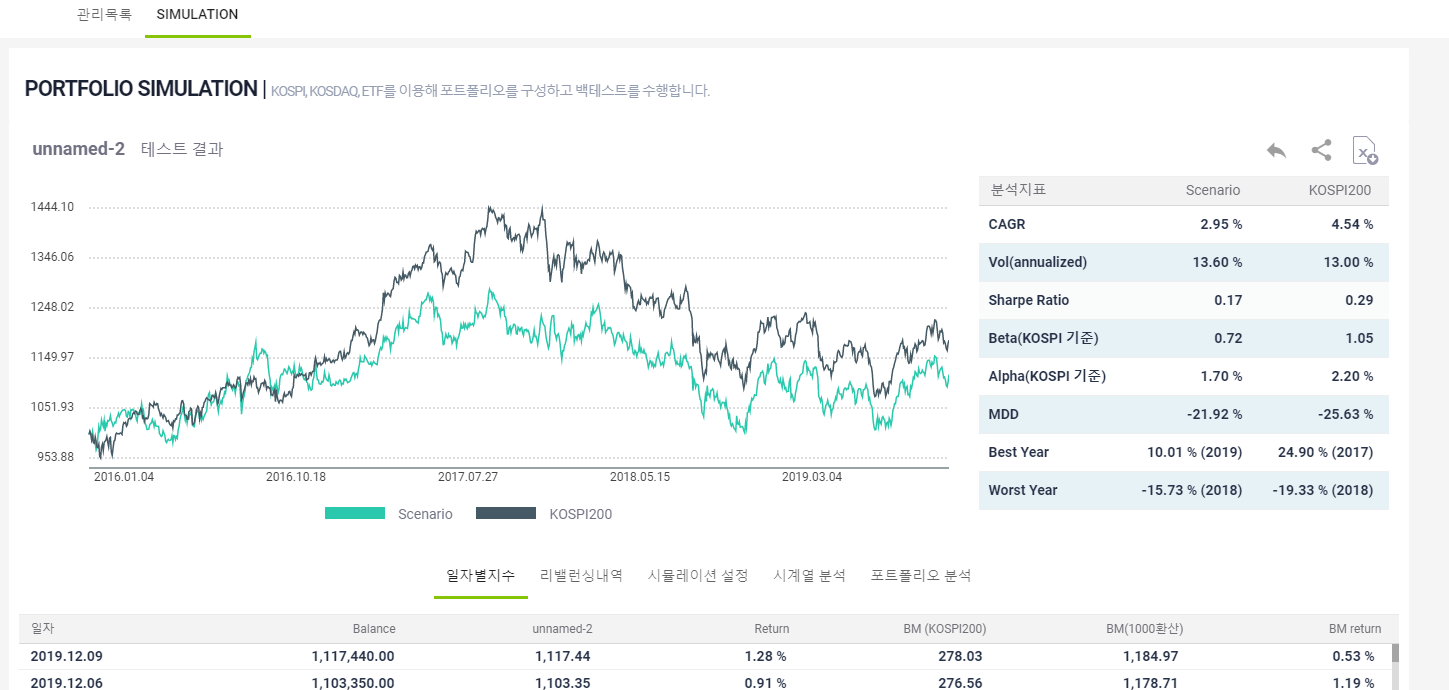 관리목록 SIMULATION
PORTFOLIO SIMULATION | KOSPI, KOSDAQ, ETF를 이용해 포트폴리오를 구성하고 백테스트를 수행합니다.
unnamed-2 테스트 결과
1444.10
1346.06
1248.02
1149.97
1051.93
953.88
2016.01.04 2016.10.18 2017.07.27 2018.05.15 2019.03.04
Scenario KOSPI200
분석지표 Scenario KOSPI200
CAGR 2.95 % 4.54 %
Vol(annualized) 13.60 % 13.00 %
Sharpe Ratio 0.17 0.29
Beta(KOSPI 기준) 0.72 1.05
Alpha(KOSPI 기준) 1.70 % 2.20 %
MDD -21.92 % -25.63 %
Best Year 10.01 % (2019) 24.90 % (2017)
Worst Year -15.73 % (2018) -19.33 % (2018)
일자별지수 리밸런싱내역 시뮬레이션 설정 시계열 분석 포트폴리오 분석
일자 Balance unnamed-2 Return BM (KOSPI200) BM(1000환산) BM return
2019.12.09 1,117,440.00 1,117.44 1.28 % 278.03 1,184.97 0.53 %
2019.12.06 1,103,350.00 1,103.35 0.91 % 276.56 1,178.71 1.19 %